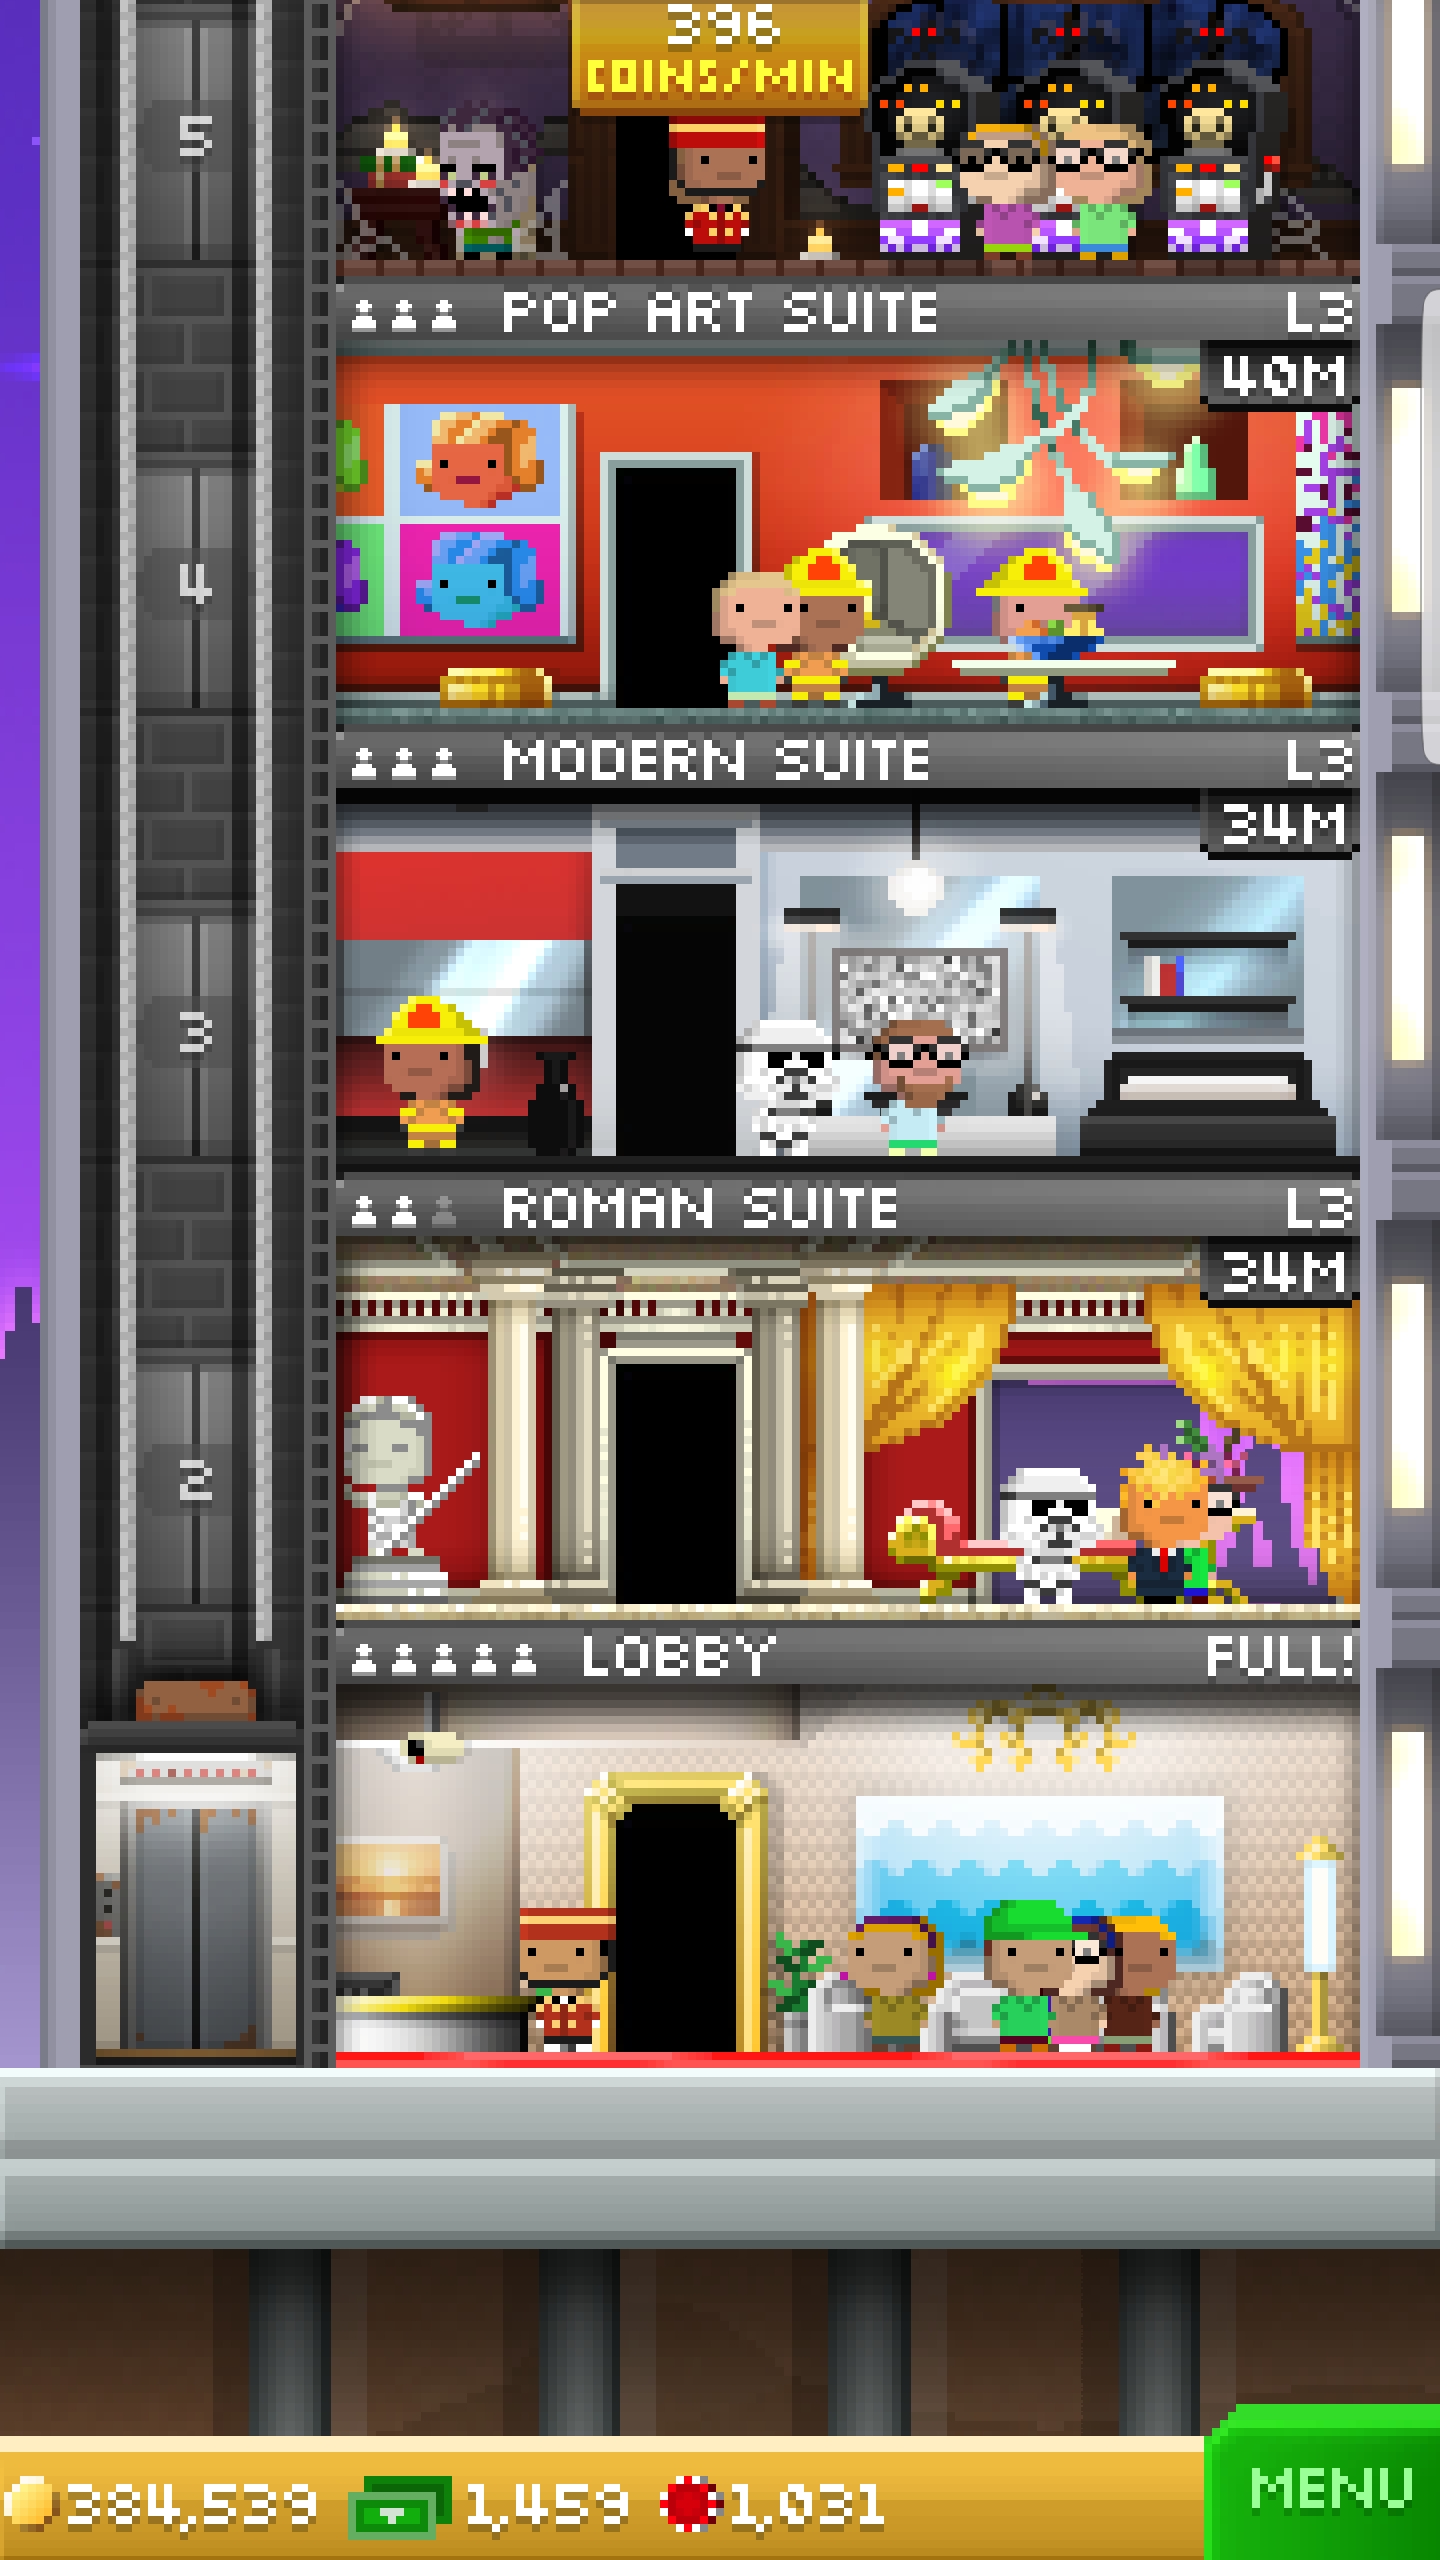 396
COINS/MIN
5
POP ART SUITE L3
40M
4
MODERN SUITE L3
34M
3
ROMAN SUITE L3
34M
2
LOBBY FULL!
384,539 1,459 1,031 MENU